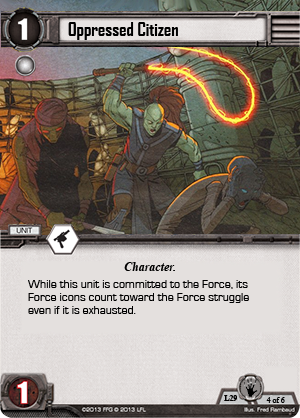 1 Oppressed Citizen
UNIT
Character.
While this unit is committed to the Force, its
Force icons count toward the Force struggle
even if it is exhausted.
1
©2013 FFG © 2013 LFL
L29
4 of 6
Illus. Fred Rambaud